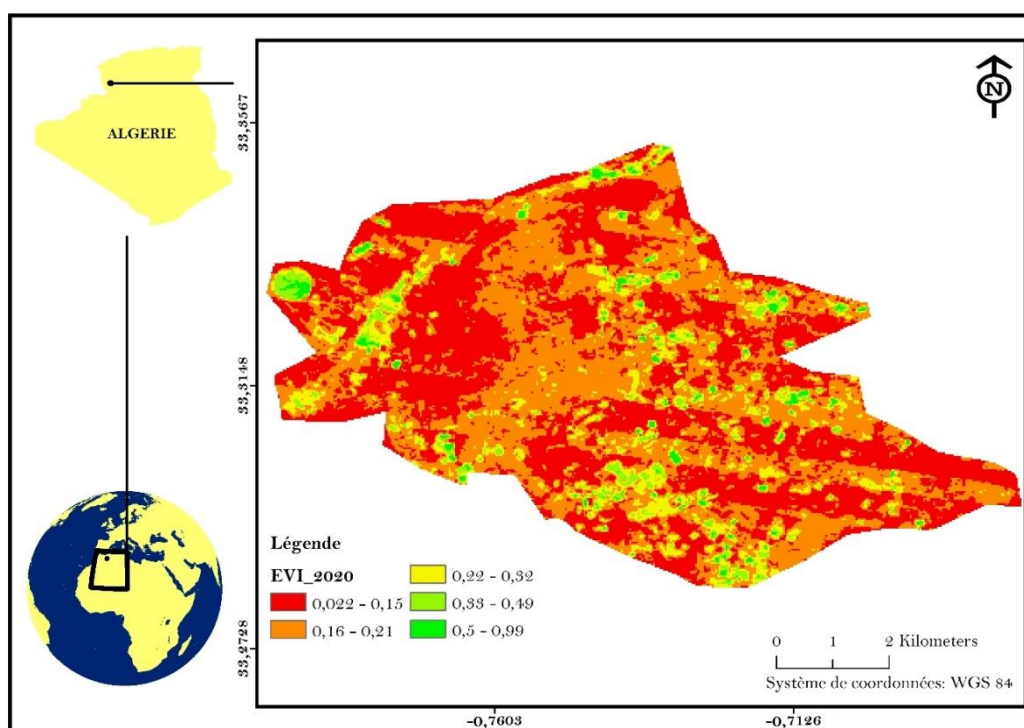 ALGERIE
33,3567
33,3148
33,2728
N
Légende
EVI_2020
0,022 - 0,15
0,16 - 0,21
0,22 - 0,32
0,33 - 0,49
0,5 - 0,99
0 1 2 Kilometers
Système de coordonnées: WGS 84
-0,7603
-0,7126